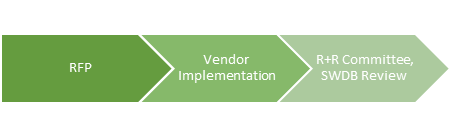 RFP
Vendor
Implementation
R+R Committee,
SWDB Review